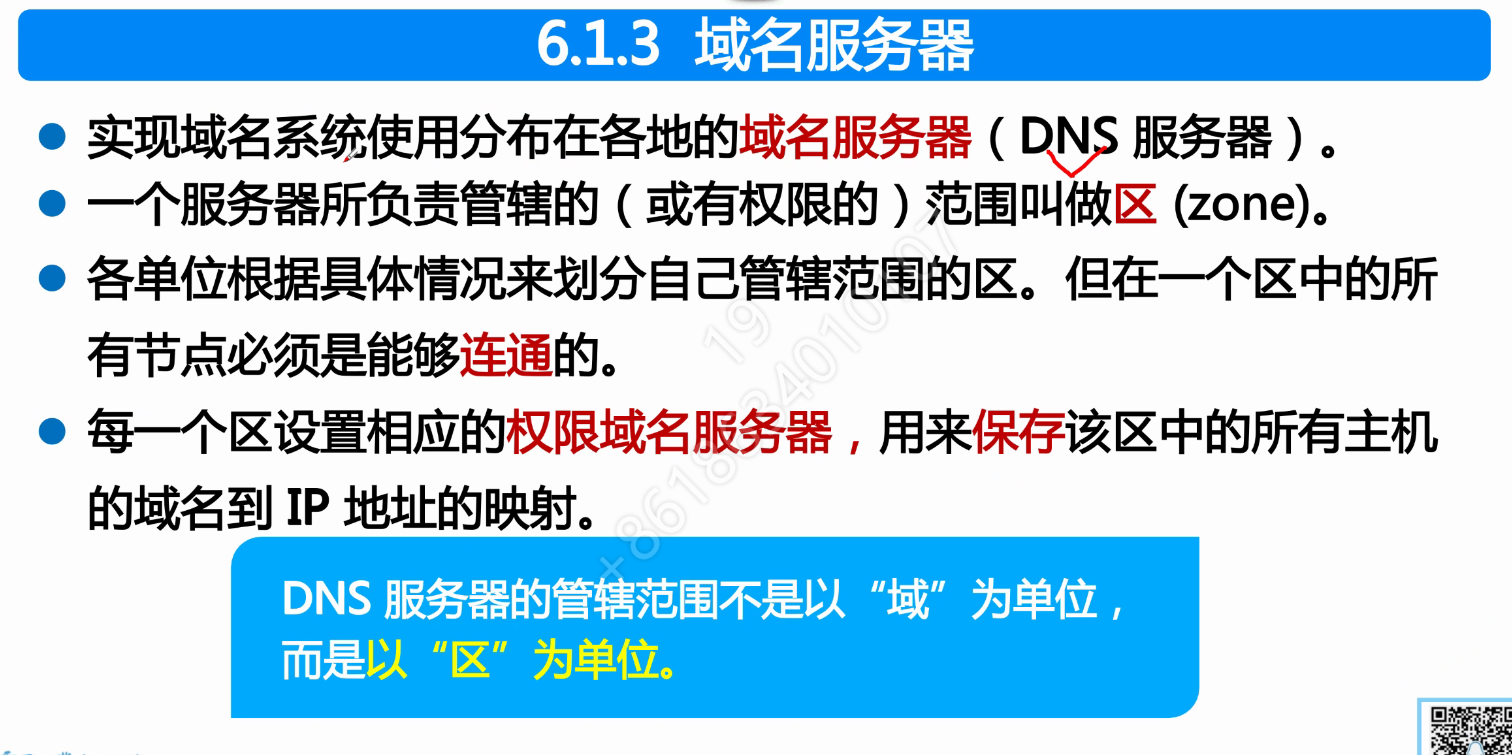 6.1.3 域名服务器
实现域名系统使用分布在各地的域名服务器（DNS 服务器）。
一个服务器所负责管辖的（或有权限的）范围叫做区 (zone)。
各单位根据具体情况来划分自己管辖范围的区。但在一个区中的所
有节点必须是能够连通的。
每一个区设置相应的权限域名服务器，用来保存该区中的所有主机
的域名到 IP 地址的映射。
DNS 服务器的管辖范围不是以“域”为单位，
而是以“区”为单位。